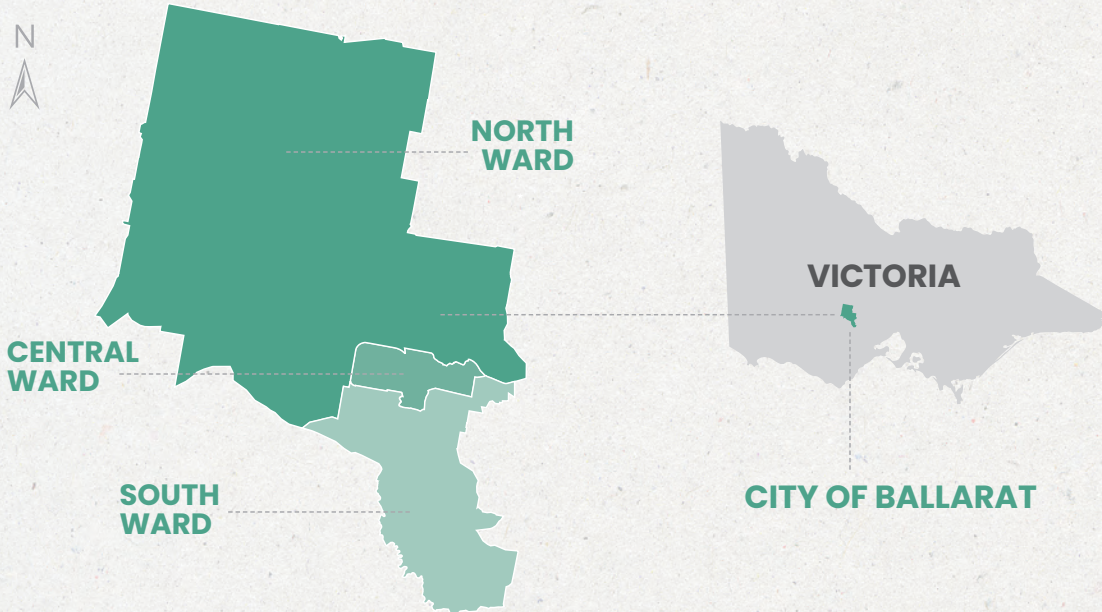 N
NORTH
WARD
CENTRAL
WARD
SOUTH
WARD
VICTORIA
CITY OF BALLARAT